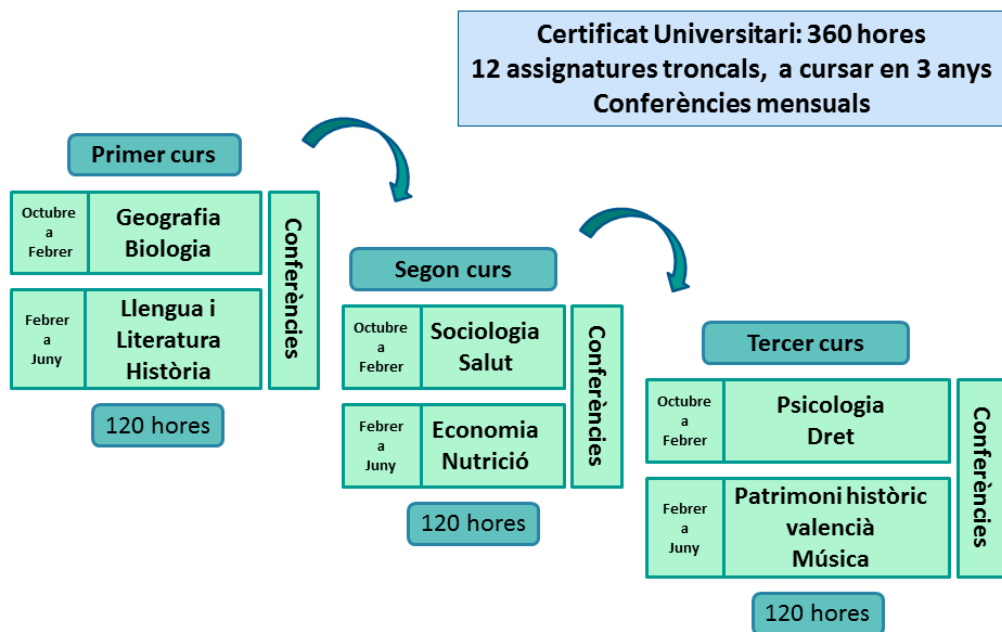 Certificat Universitari: 360 hores
12 assignatures troncals, a cursar en 3 anys
Conferències mensuals
Primer curs
Octubre
a
Febrer
Geografia
Biologia
Febrer
a
Juny
Llengua i
Literatura
Història
Conferències
120 hores
Segon curs
Octubre
a
Febrer
Sociologia
Salut
Febrer
a
Juny
Economia
Nutrició
Conferències
120 hores
Tercer curs
Octubre
a
Febrer
Psicologia
Dret
Febrer
a
Juny
Patrimoni històric
valencià
Música
Conferències
120 hores